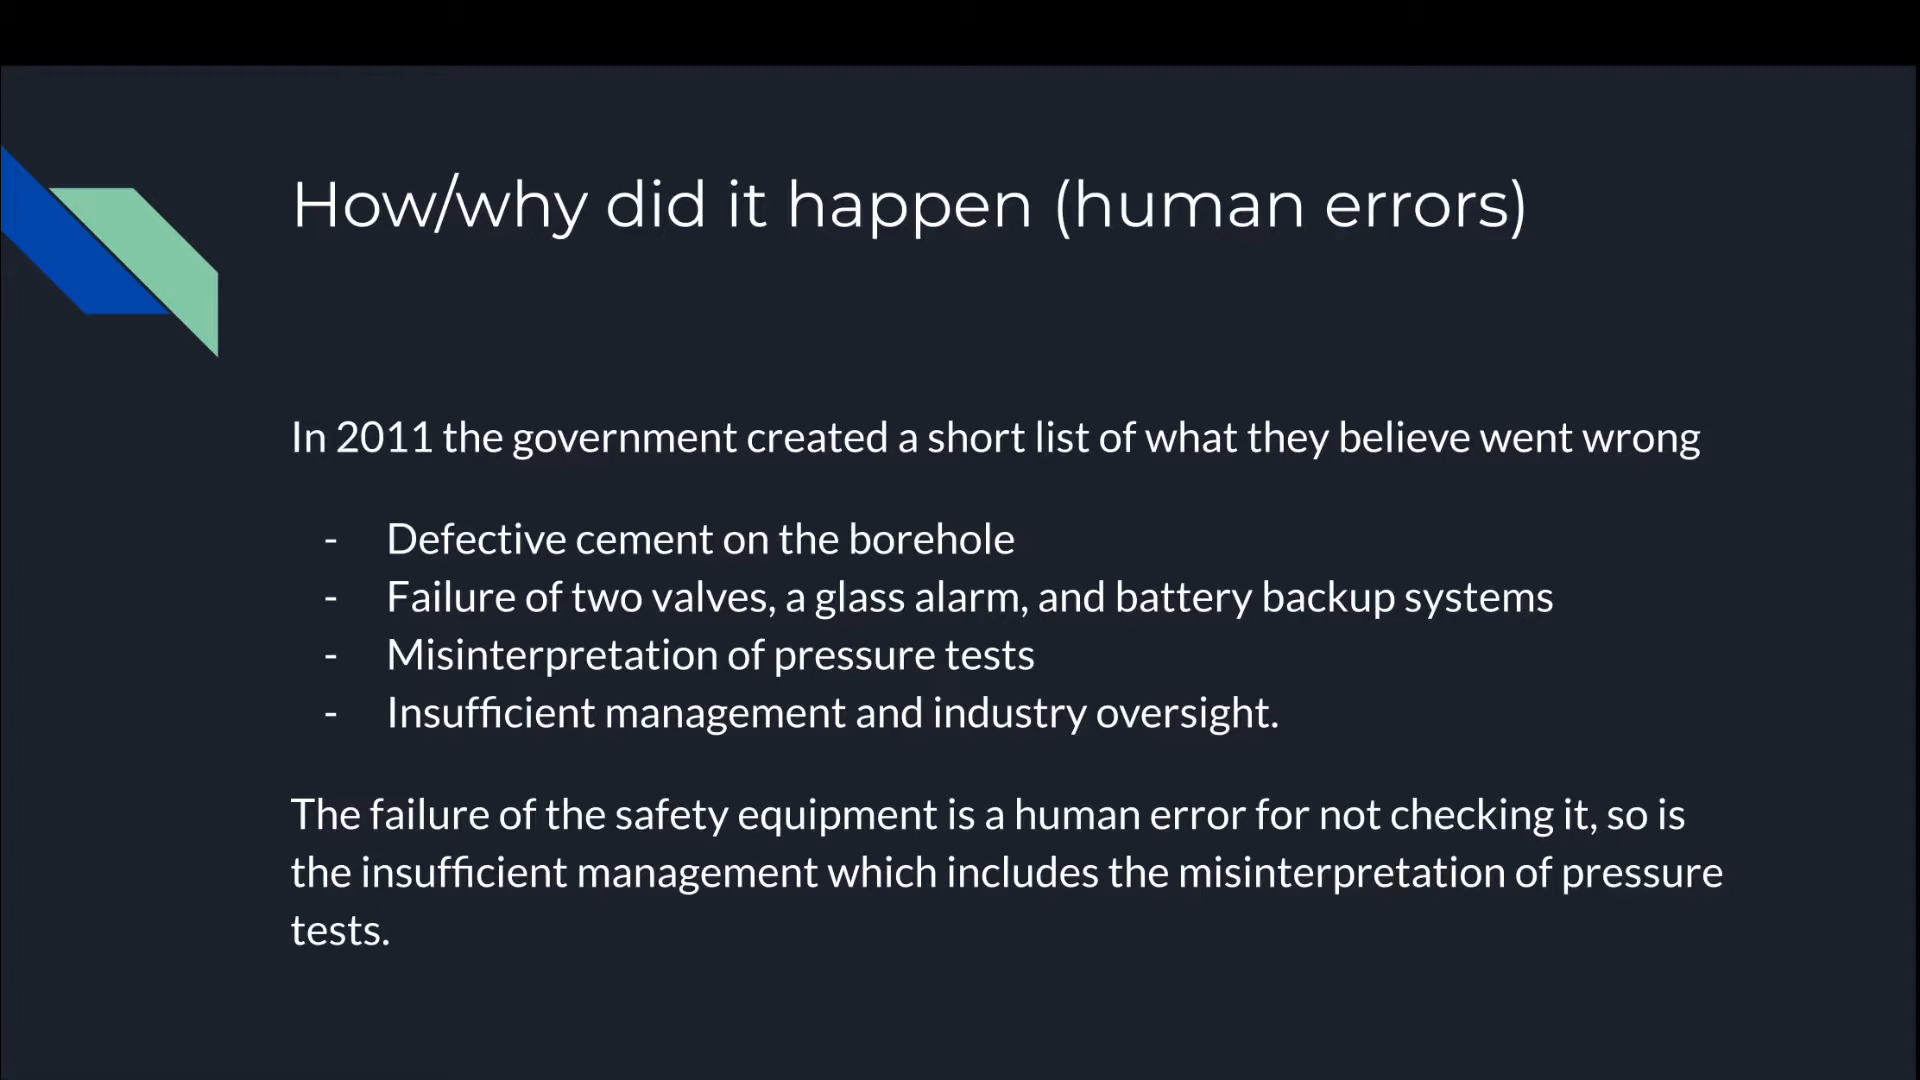 How/why did it happen (human errors)
In 2011 the government created a short list of what they believe went wrong
- Defective cement on the borehole
- Failure of two valves, a glass alarm, and battery backup systems
- Misinterpretation of pressure tests
- Insufficient management and industry oversight.
The failure of the safety equipment is a human error for not checking it, so is
the insufficient management which includes the misinterpretation of pressure
tests.